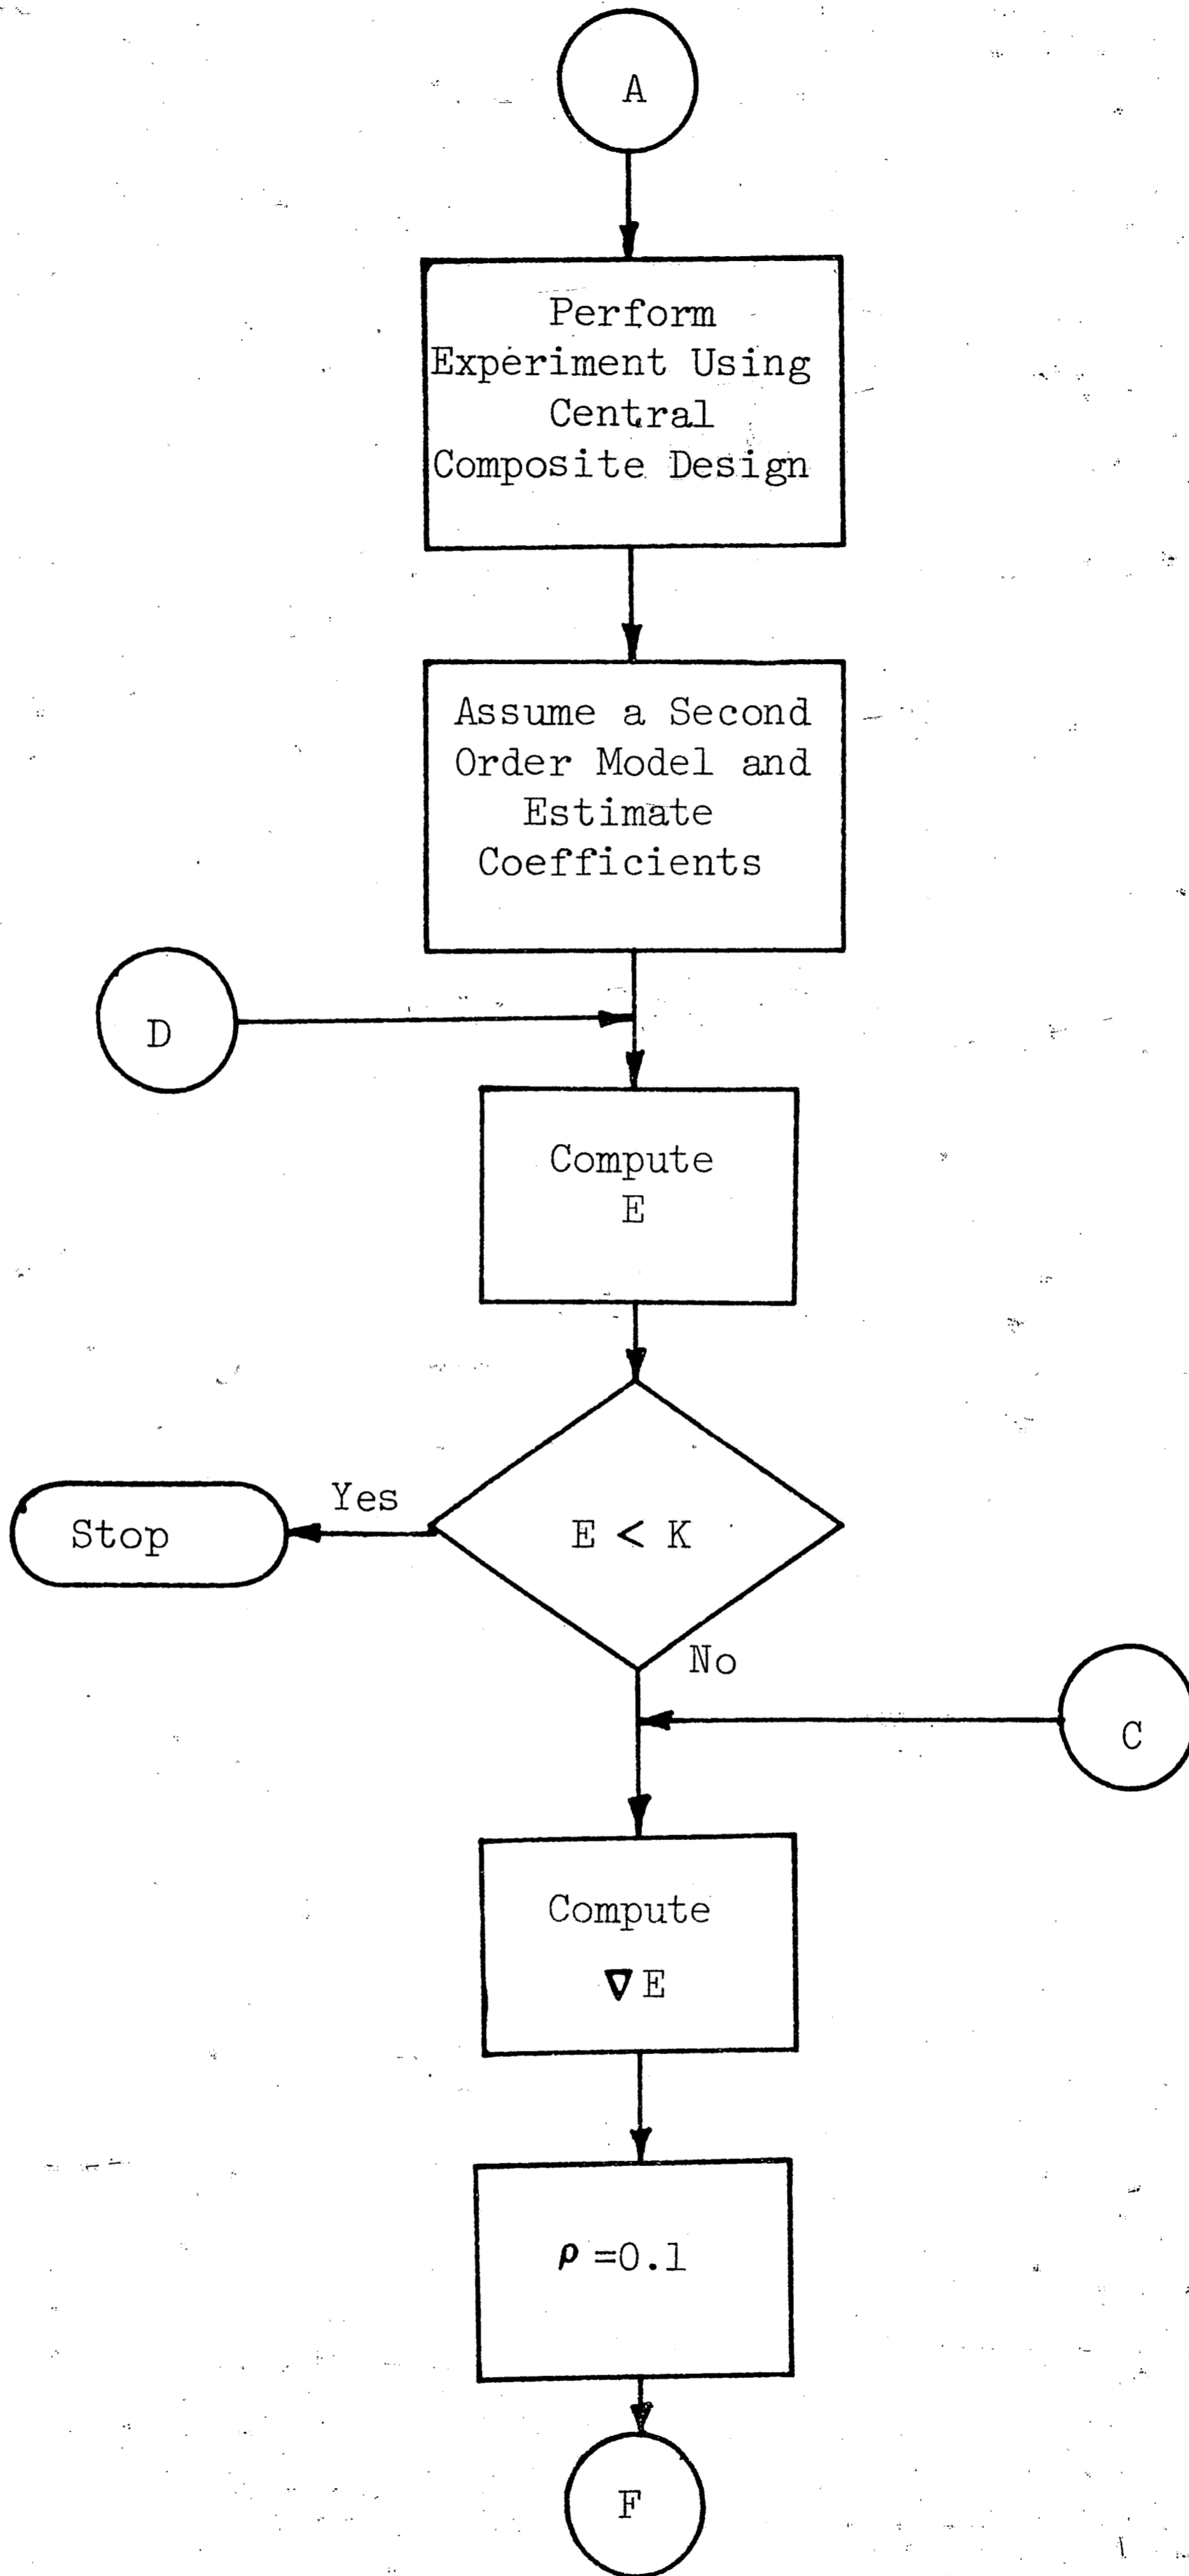 A
Perform
Experiment Using
Central
Composite Design
Assume a Second
Order Model and
Estimate
Coefficients
D
Compute
E
Yes
Stop
E < K
No
C
Compute
∇ E
ρ =0.1
F